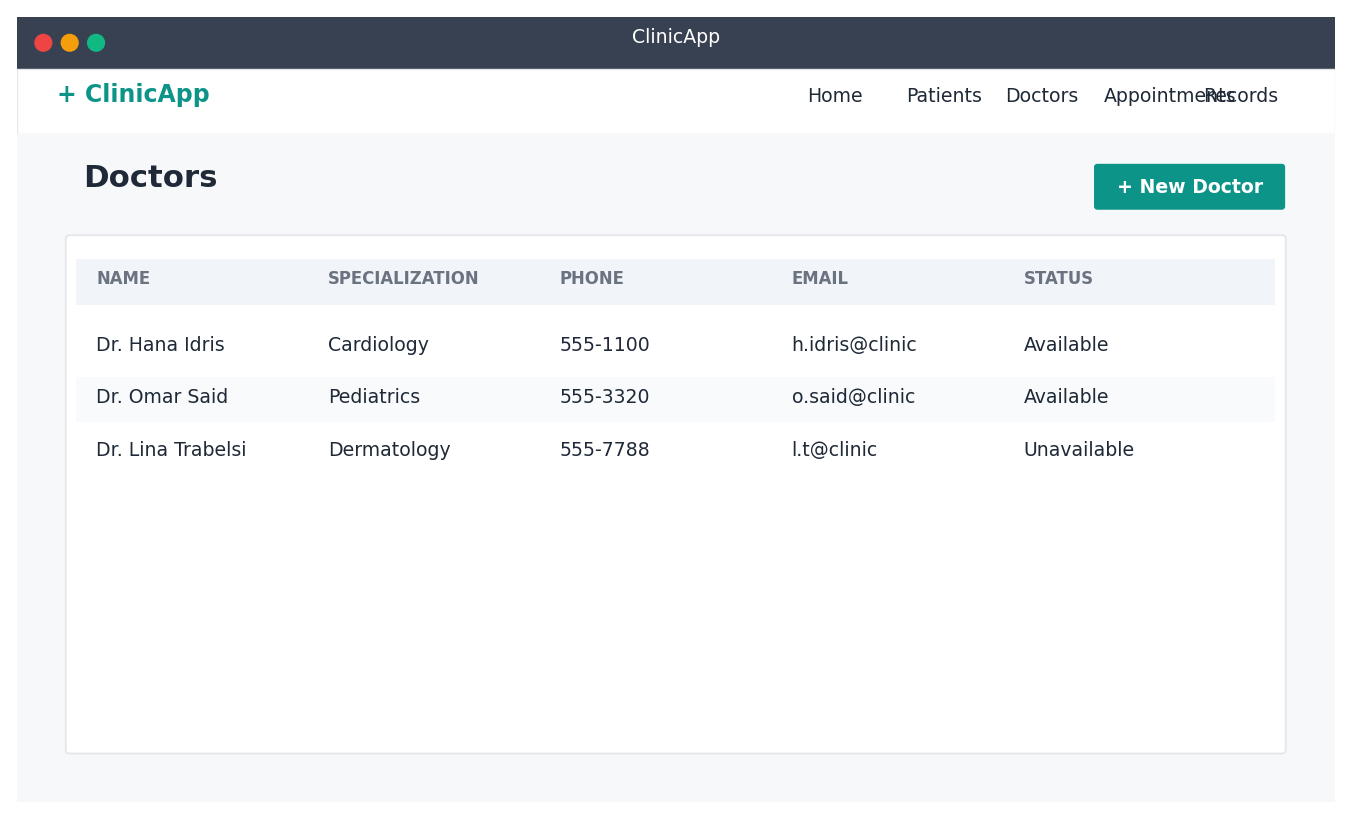 ClinicApp
+ ClinicApp Home Patients Doctors Appointments Records
Doctors
+ New Doctor
NAME SPECIALIZATION PHONE EMAIL STATUS
Dr. Hana Idris Cardiology 555-1100 h.idris@clinic Available
Dr. Omar Said Pediatrics 555-3320 o.said@clinic Available
Dr. Lina Trabelsi Dermatology 555-7788 l.t@clinic Unavailable